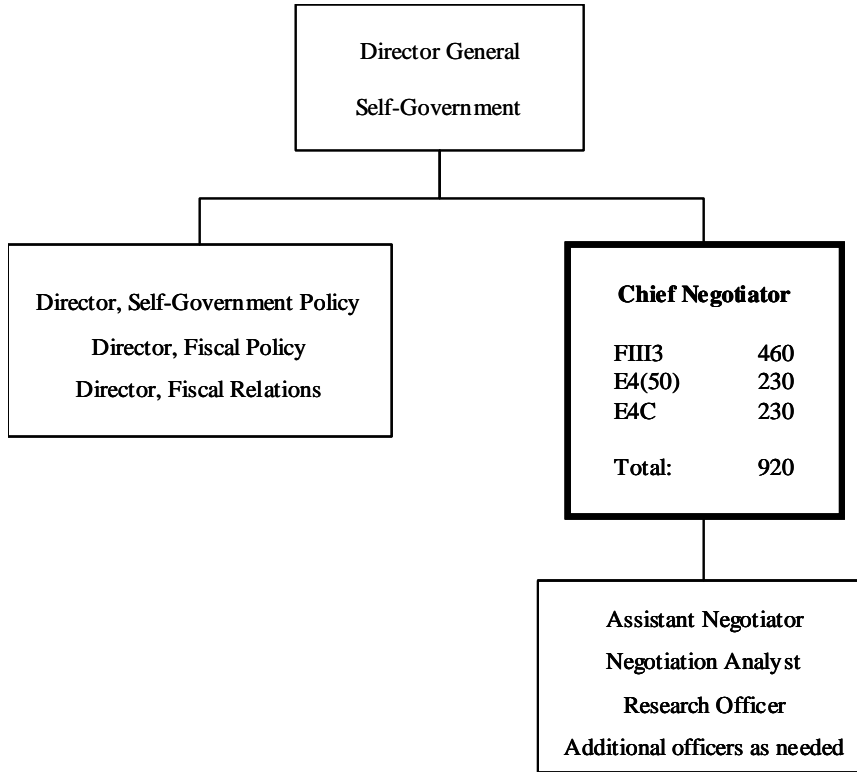 Director General
Self-Government
Director, Self-Government Policy
Director, Fiscal Policy
Director, Fiscal Relations
Chief Negotiator
FIII3 460
E4(50) 230
E4C 230
Total: 920
Assistant Negotiator
Negotiation Analyst
Research Officer
Additional officers as needed